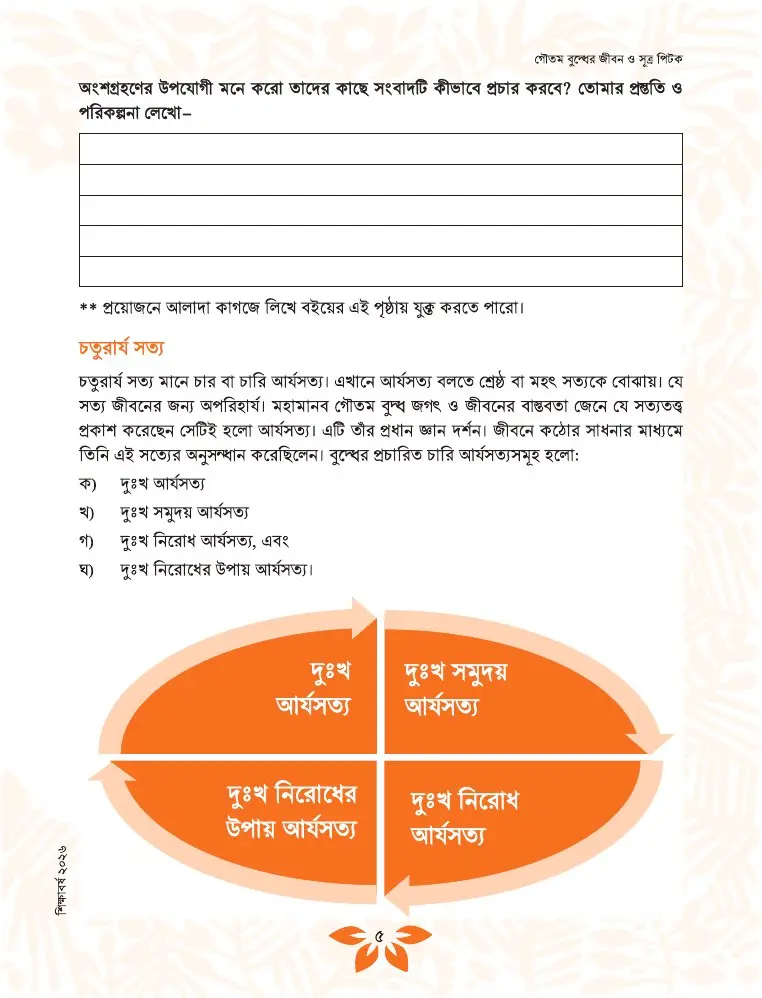 গৌতম বুদ্ধের জীবন ও সূত্র পিটক
অংশগ্রহণের উপযোগী মনে করো তাদের কাছে সংবাদটি কীভাবে প্রচার করবে? তোমার প্রস্তুতি ও
পরিকল্পনা লেখো–
** প্রয়োজনে আলাদা কাগজে লিখে বইয়ের এই পৃষ্ঠায় যুক্ত করতে পারো।
চতুরার্য সত্য
চতুরার্য সত্য মানে চার বা চারি আর্যসত্য। এখানে আর্যসত্য বলতে শ্রেষ্ঠ বা মহৎ সত্যকে বোঝায়। যে
সত্য জীবনের জন্য অপরিহার্য। মহামানব গৌতম বুদ্ধ জগৎ ও জীবনের বাস্তবতা জেনে যে সত্যতত্ত্ব
প্রকাশ করেছেন সেটিই হলো আর্যসত্য। এটি তাঁর প্রধান জ্ঞান দর্শন। জীবনে কঠোর সাধনার মাধ্যমে
তিনি এই সত্যের অনুসন্ধান করেছিলেন। বুদ্ধের প্রচারিত চারি আর্যসত্যসমূহ হলো:
ক) দুঃখ আর্যসত্য
খ) দুঃখ সমুদয় আর্যসত্য
গ) দুঃখ নিরোধ আর্যসত্য, এবং
ঘ) দুঃখ নিরোধের উপায় আর্যসত্য।
দুঃখ
আর্যসত্য
দুঃখ সমুদয়
আর্যসত্য
দুঃখ নিরোধের
উপায় আর্যসত্য
দুঃখ নিরোধ
আর্যসত্য
শিক্ষাবর্ষ ২০২৬
৫